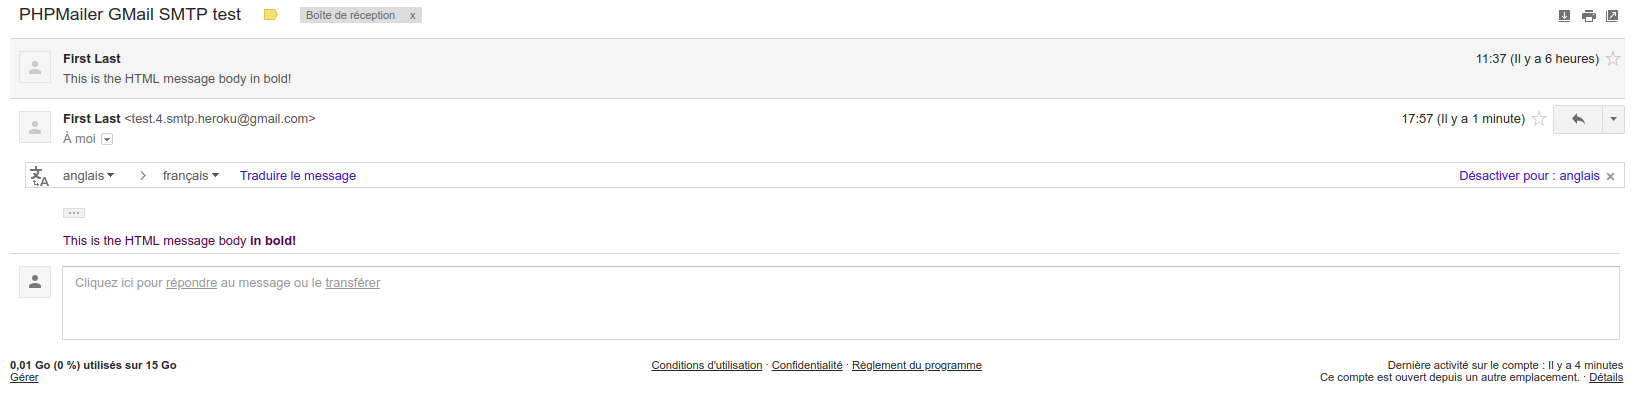 PHPMailer GMail SMTP test Boîte de réception x
First Last 11:37 (Il y a 6 heures)
This is the HTML message body in bold!
First Last <test.4.smtp.heroku@gmail.com> 17:57 (Il y a 1 minute)
À moi
anglais > français Traduire le message Désactiver pour : anglais ×
...
This is the HTML message body in bold!
Cliquez ici pour répondre au message ou le transférer
0,01 Go (0 %) utilisés sur 15 Go Conditions d'utilisation · Confidentialité · Règlement du programme Dernière activité sur le compte : Il y a 4 minutes
Gérer Ce compte est ouvert depuis un autre emplacement. · Détails